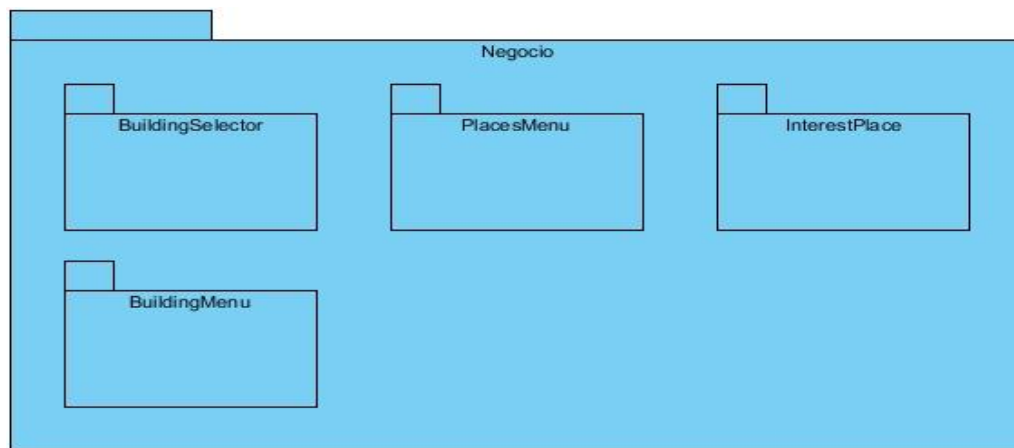 Negocio
BuildingSelector
PlacesMenu
InterestPlace
BuildingMenu